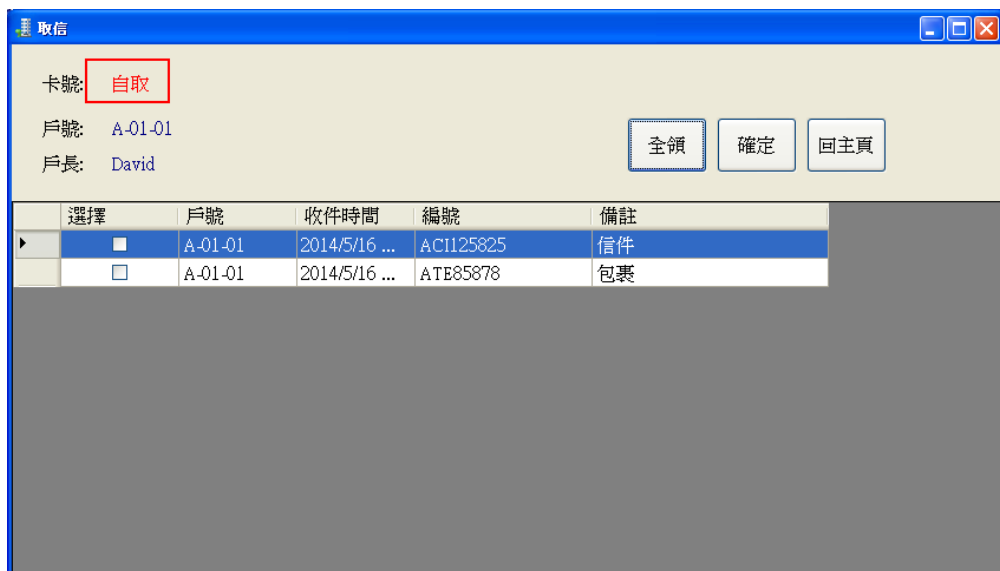 取信
卡號: 自取
戶號: A-01-01
戶長: David
全領 確定 回主頁
選擇 戶號 收件時間 編號 備註
A-01-01 2014/5/16 ... ACI125825 信件
A-01-01 2014/5/16 ... ATE85878 包裹